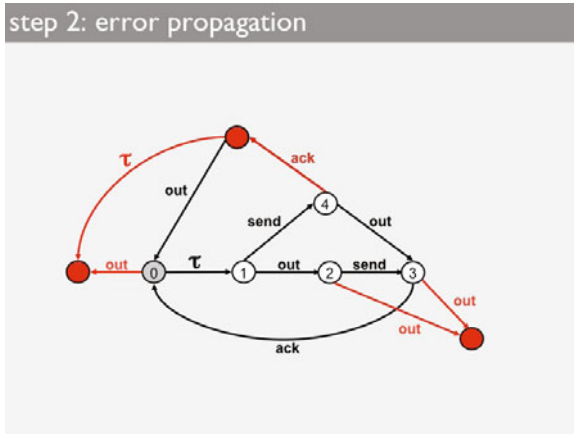 step 2: error propagation
ack
τ
out
4
send
out
out
0
τ
1
out
2
send
3
out
out
ack